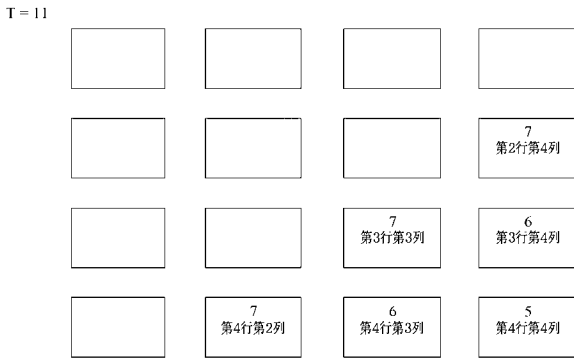 T = 11
7
第2行第4列
7
第3行第3列
6
第3行第4列
7
第4行第2列
6
第4行第3列
5
第4行第4列